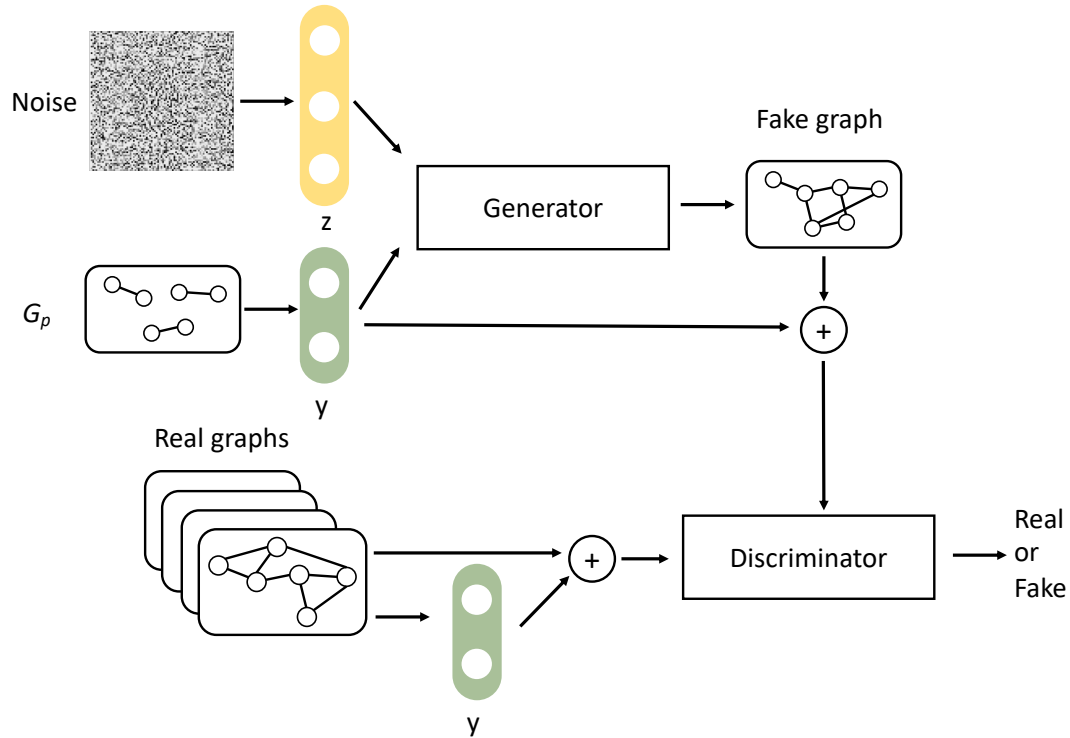 Noise
z
Generator
Fake graph
G_p
y
+
Real graphs
+
Discriminator
Real
or
Fake
y